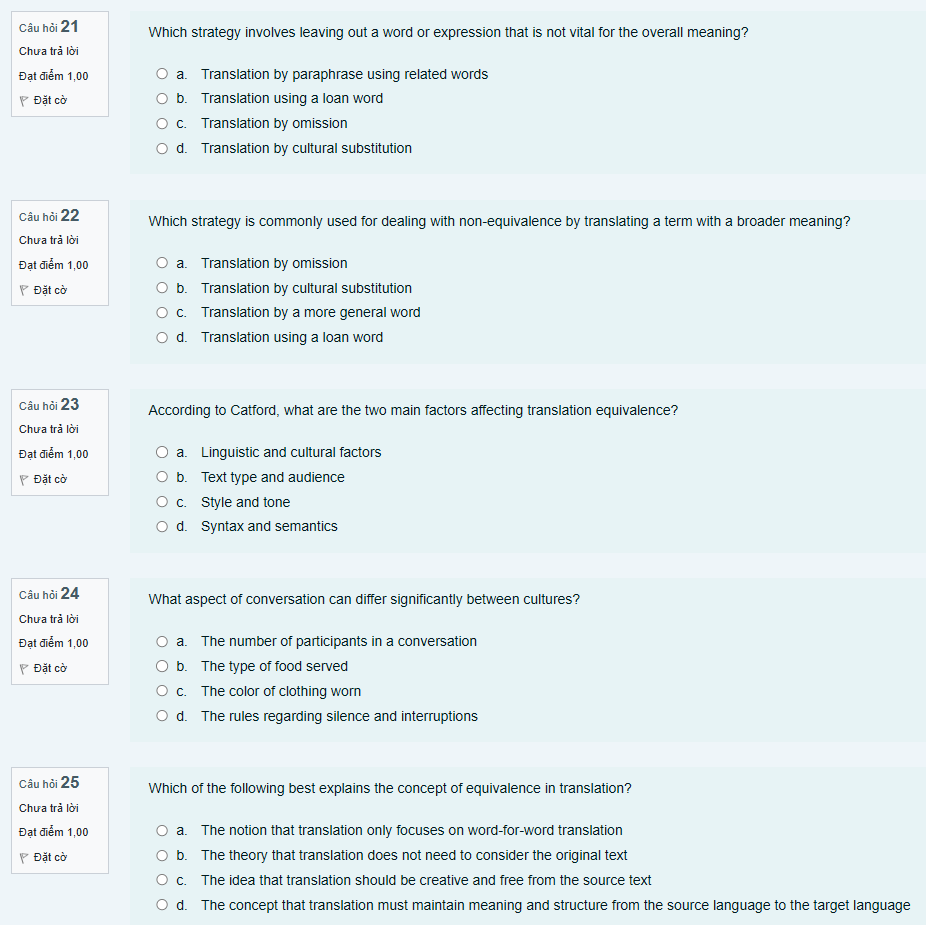 Câu hỏi 21
Chưa trả lời
Đạt điểm 1,00
Đặt cờ
Which strategy involves leaving out a word or expression that is not vital for the overall meaning?
a. Translation by paraphrase using related words
b. Translation using a loan word
c. Translation by omission
d. Translation by cultural substitution
Câu hỏi 22
Chưa trả lời
Đạt điểm 1,00
Đặt cờ
Which strategy is commonly used for dealing with non-equivalence by translating a term with a broader meaning?
a. Translation by omission
b. Translation by cultural substitution
c. Translation by a more general word
d. Translation using a loan word
Câu hỏi 23
Chưa trả lời
Đạt điểm 1,00
Đặt cờ
According to Catford, what are the two main factors affecting translation equivalence?
a. Linguistic and cultural factors
b. Text type and audience
c. Style and tone
d. Syntax and semantics
Câu hỏi 24
Chưa trả lời
Đạt điểm 1,00
Đặt cờ
What aspect of conversation can differ significantly between cultures?
a. The number of participants in a conversation
b. The type of food served
c. The color of clothing worn
d. The rules regarding silence and interruptions
Câu hỏi 25
Chưa trả lời
Đạt điểm 1,00
Đặt cờ
Which of the following best explains the concept of equivalence in translation?
a. The notion that translation only focuses on word-for-word translation
b. The theory that translation does not need to consider the original text
c. The idea that translation should be creative and free from the source text
d. The concept that translation must maintain meaning and structure from the source language to the target language